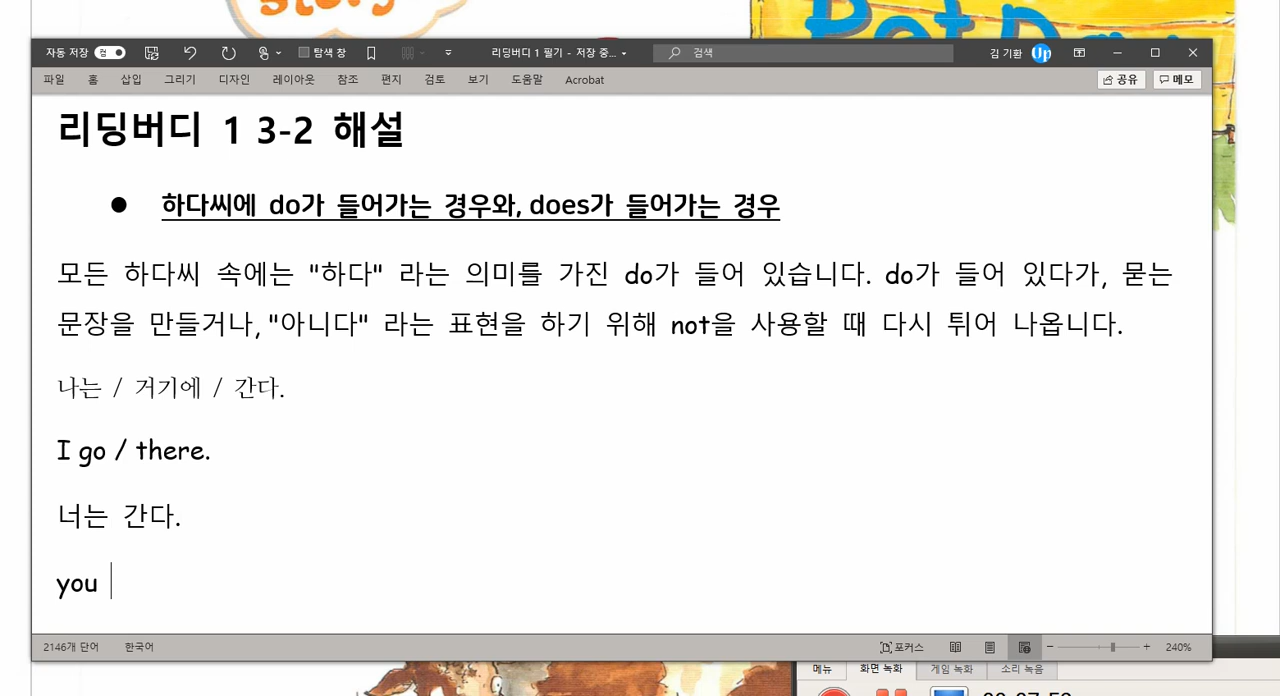 story
Pet D
자동 저장 켬 탐색 창 리딩버디 1 필기 - 저장 중... 검색 김 기환 Up
파일 홈 삽입 그리기 디자인 레이아웃 참조 편지 검토 보기 도움말 Acrobat 공유 메모
리딩버디 1 3-2 해설
● 하다씨에 do가 들어가는 경우와, does가 들어가는 경우
모든 하다씨 속에는 "하다" 라는 의미를 가진 do가 들어 있습니다. do가 들어 있다가, 묻는
문장을 만들거나, "아니다" 라는 표현을 하기 위해 not을 사용할 때 다시 튀어 나옵니다.
나는 / 거기에 / 간다.
I go / there.
너는 간다.
you
2146개 단어 한국어 포커스 240%
메뉴 화면 녹화 게임 녹화 소리 녹음